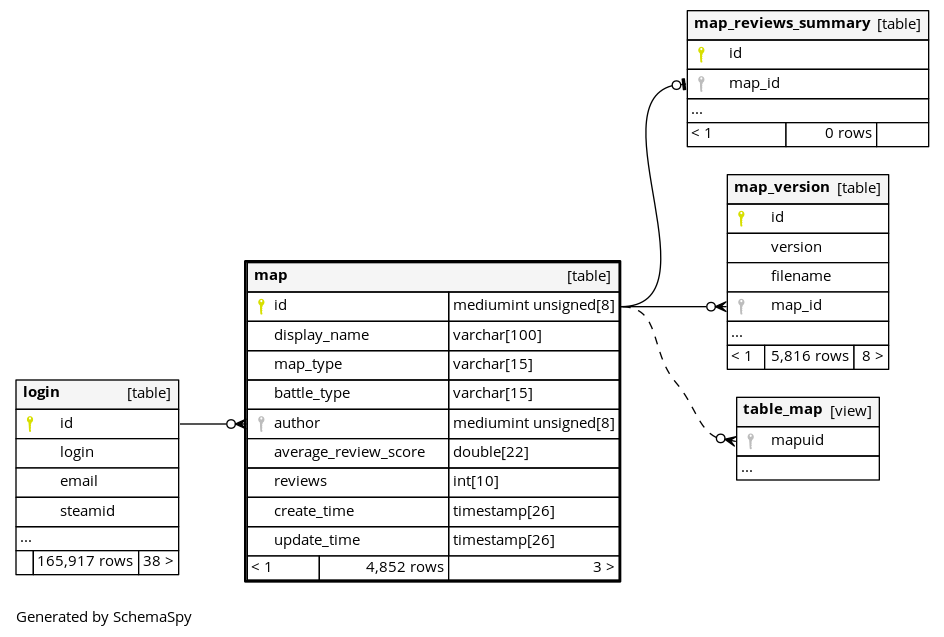 map_reviews_summary [table]
id
map_id
...
< 1 0 rows
map_version [table]
id
version
filename
map_id
...
< 1 5,816 rows 8 >
table_map [view]
mapuid
...
map [table]
id mediumint unsigned[8]
display_name varchar[100]
map_type varchar[15]
battle_type varchar[15]
author mediumint unsigned[8]
average_review_score double[22]
reviews int[10]
create_time timestamp[26]
update_time timestamp[26]
< 1 4,852 rows 3 >
login [table]
id
login
email
steamid
...
165,917 rows 38 >
Generated by SchemaSpy